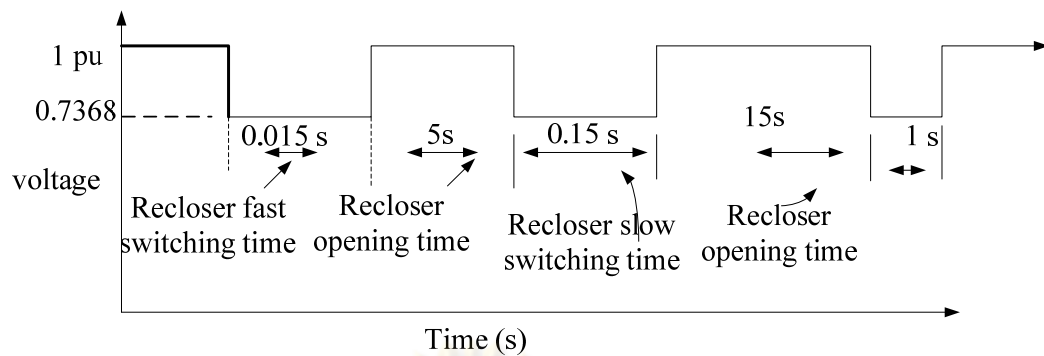 1 pu
0.7368
voltage
0.015 s
5s
0.15 s
15s
1 s
Recloser fast
switching time
Recloser
opening time
Recloser slow
switching time
Recloser
opening time
Time (s)